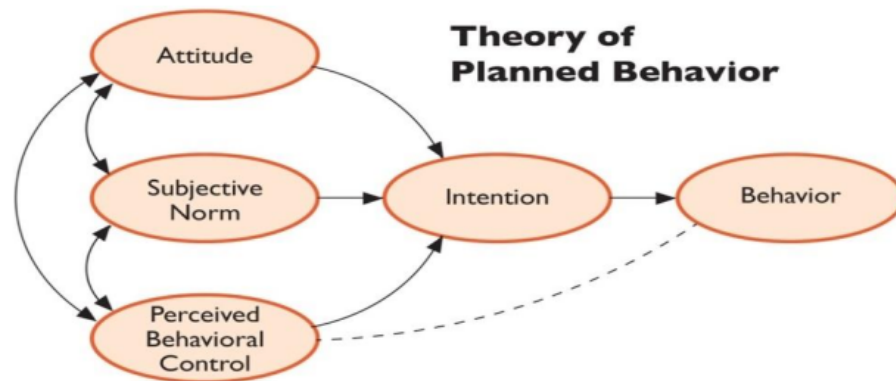 Theory of
Planned Behavior
Attitude
Subjective
Norm
Intention
Behavior
Perceived
Behavioral
Control